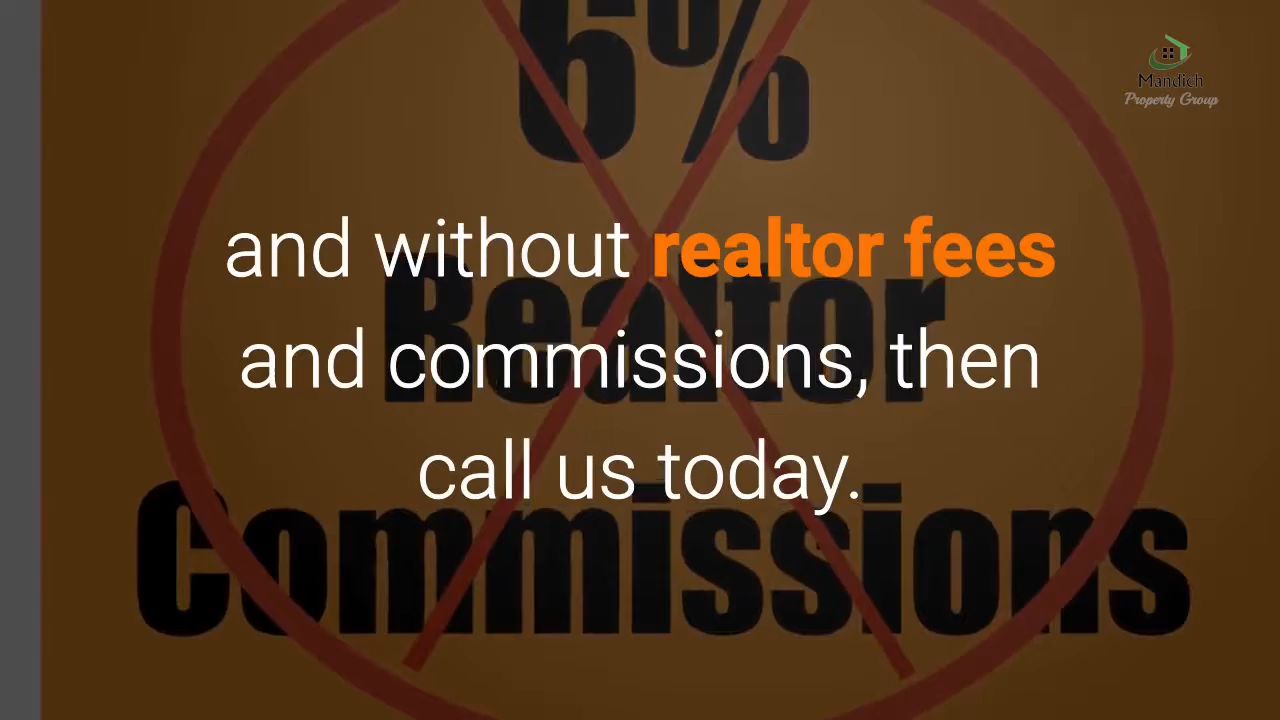 6%
Mandich
Property Group
and without realtor fees
Realtor
and commissions, then
call us today.
Commissions